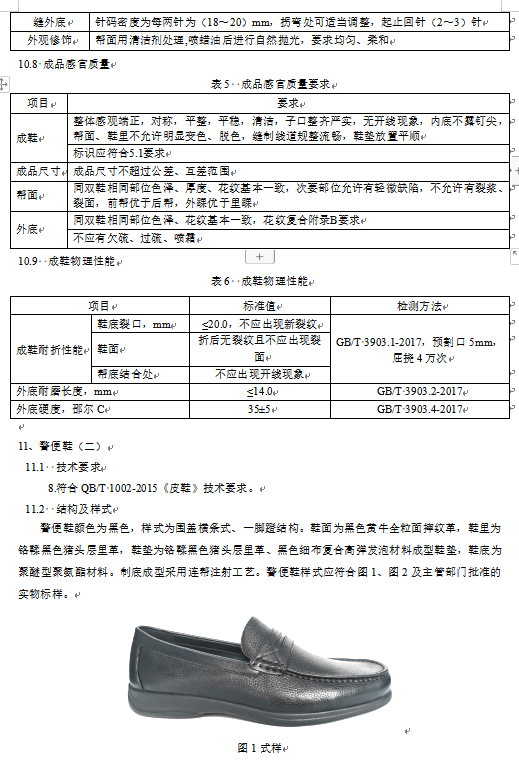 缝外底 针码密度为每两针为（18～20）mm，拐弯处可适当调整，起止回针（2～3）针
外观修饰 帮面用清洁剂处理,喷蜡油后进行自然抛光，要求均匀、柔和
10.8 成品感官质量
表 5 成品感官质量要求
项目 要求
成鞋 整体感观端正，对称，平整，平稳，清洁，子口整齐严实，无开线现象，内底不露钉尖，
帮面、鞋里不允许明显变色、脱色，缝制线道规整流畅，鞋垫放置平顺
标识应符合5.1要求
成品尺寸 成品尺寸不超过公差、互差范围
帮面 同双鞋相同部位色泽、厚度、花纹基本一致，次要部位允许有轻微缺陷，不允许有裂浆、
裂面，前帮优于后帮，外踝优于里踝
外底 同双鞋相同部位色泽、花纹基本一致，花纹复合附录B要求
不应有欠硫、过硫、喷霜
10.9 成鞋物理性能
表 6 成鞋物理性能
项目 标准值 检测方法
成鞋耐折性能 鞋底裂口，mm ≤20.0，不应出现新裂纹 GB/T 3903.1-2017，预割口 5mm，
屈挠 4 万次
鞋面 折后无裂纹且不应出现裂
面
帮底结合处 不应出现开线现象
外底耐磨长度，mm ≤14.0 GB/T 3903.2-2017
外底硬度，邵尔 C 35±5 GB/T 3903.4-2017
11、警便鞋（二）
11.1 技术要求
8.符合 QB/T 1002-2015《皮鞋》技术要求。
11.2 结构及样式
警便鞋颜色为黑色，样式为围盖横条式、一脚蹬结构。鞋面为黑色黄牛全粒面摔纹革，鞋里为
铬鞣黑色猪头层里革，鞋垫为铬鞣黑色猪头层里革、黑色细布复合高弹发泡材料成型鞋垫，鞋底为
聚醚型聚氨酯材料。制底成型采用连帮注射工艺。警便鞋样式应符合图 1、图 2 及主管部门批准的
实物标样。
图 1 式样